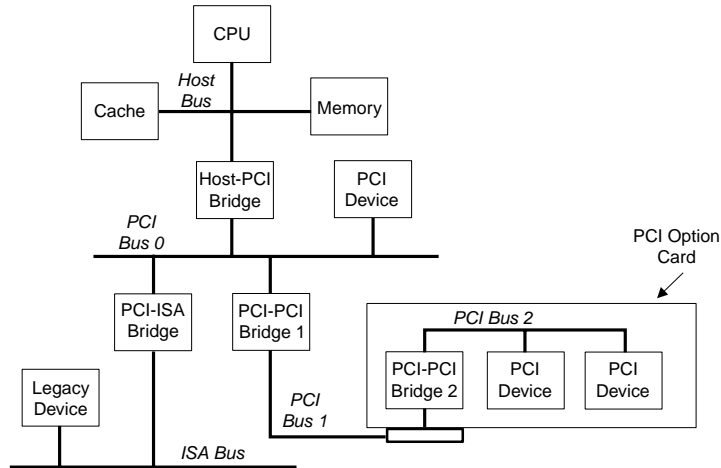 CPU
Host
Bus
Cache
Memory
Host-PCI
Bridge
PCI
Device
PCI
Bus 0
PCI Option
Card
PCI-ISA
Bridge
PCI-PCI
Bridge 1
PCI Bus 2
PCI-PCI
Bridge 2
PCI
Device
PCI
Device
Legacy
Device
PCI
Bus 1
ISA Bus